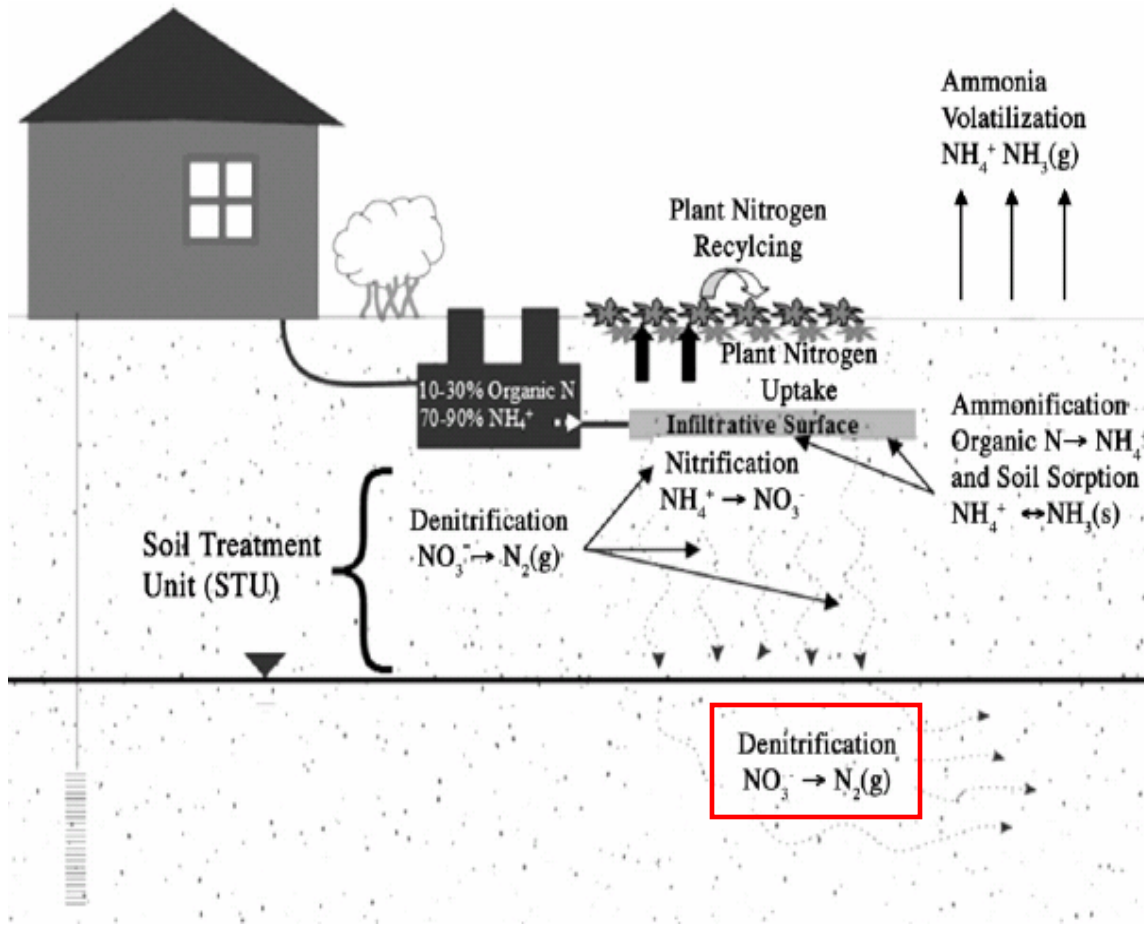 Ammonia
Volatilization
NH₄⁺ NH₃(g)
Plant Nitrogen
Recylcing
Plant Nitrogen
Uptake
10-30% Organic N
70-90% NH₄⁺
Infiltrative Surface
Ammonification
Organic N→ NH₄⁺
and Soil Sorption
NH₄⁺ ↔NH₃(s)
Nitrification
NH₄⁺ → NO₃⁻
Denitrification
NO₃⁻→ N₂(g)
Soil Treatment
Unit (STU)
Denitrification
NO₃⁻ → N₂(g)